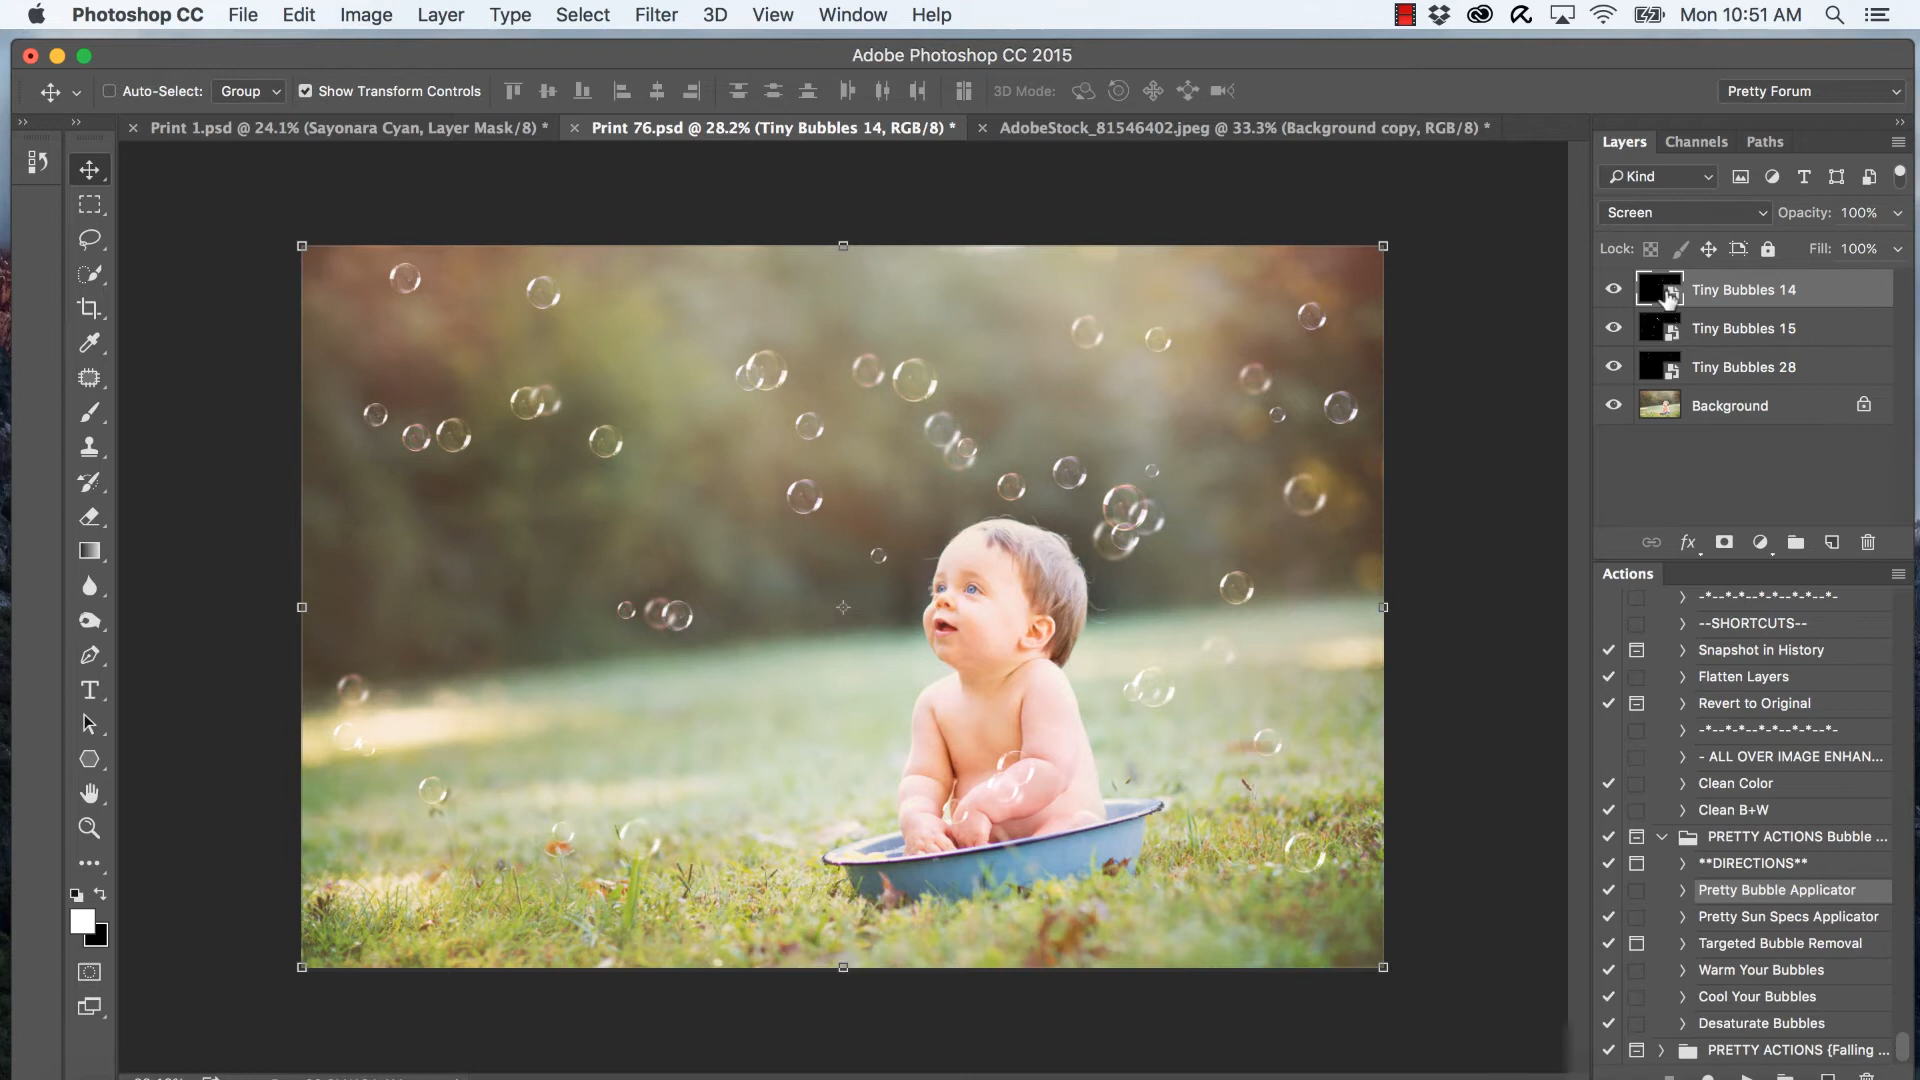 Photoshop CC File Edit Image Layer Type Select Filter 3D View Window Help Mon 10:51 AM
Adobe Photoshop CC 2015
Auto-Select: Group Show Transform Controls 3D Mode: Pretty Forum
Print 1.psd @ 24.1% (Sayonara Cyan, Layer Mask/8) * Print 76.psd @ 28.2% (Tiny Bubbles 14, RGB/8) * AdobeStock_81546402.jpeg @ 33.3% (Background copy, RGB/8) *
Layers Channels Paths
Kind
Screen Opacity: 100%
Lock: Fill: 100%
Tiny Bubbles 14
Tiny Bubbles 15
Tiny Bubbles 28
Background
Actions
-*--*-*--*-*--*-*--*-
--SHORTCUTS--
Snapshot in History
Flatten Layers
Revert to Original
-*--*-*--*-*--*-*--*-
- ALL OVER IMAGE ENHAN...
Clean Color
Clean B+W
PRETTY ACTIONS Bubble ...
**DIRECTIONS**
Pretty Bubble Applicator
Pretty Sun Specs Applicator
Targeted Bubble Removal
Warm Your Bubbles
Cool Your Bubbles
Desaturate Bubbles
PRETTY ACTIONS {Falling ...